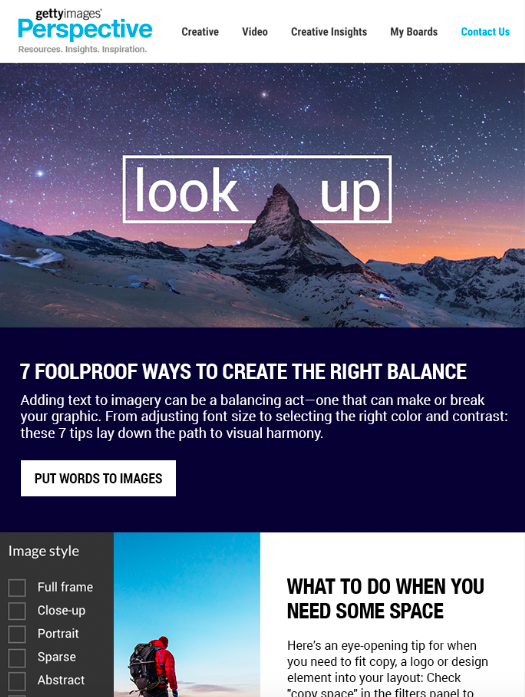 gettyimages®
Perspective
Resources. Insights. Inspiration.
Creative Video Creative Insights My Boards Contact Us
look up
7 FOOLPROOF WAYS TO CREATE THE RIGHT BALANCE
Adding text to imagery can be a balancing act—one that can make or break
your graphic. From adjusting font size to selecting the right color and contrast:
these 7 tips lay down the path to visual harmony.
PUT WORDS TO IMAGES
Image style
Full frame
Close-up
Portrait
Sparse
Abstract
WHAT TO DO WHEN YOU
NEED SOME SPACE
Here's an eye-opening tip for when
you need to fit copy, a logo or design
element into your layout: Check
"copy space" in the filters panel to